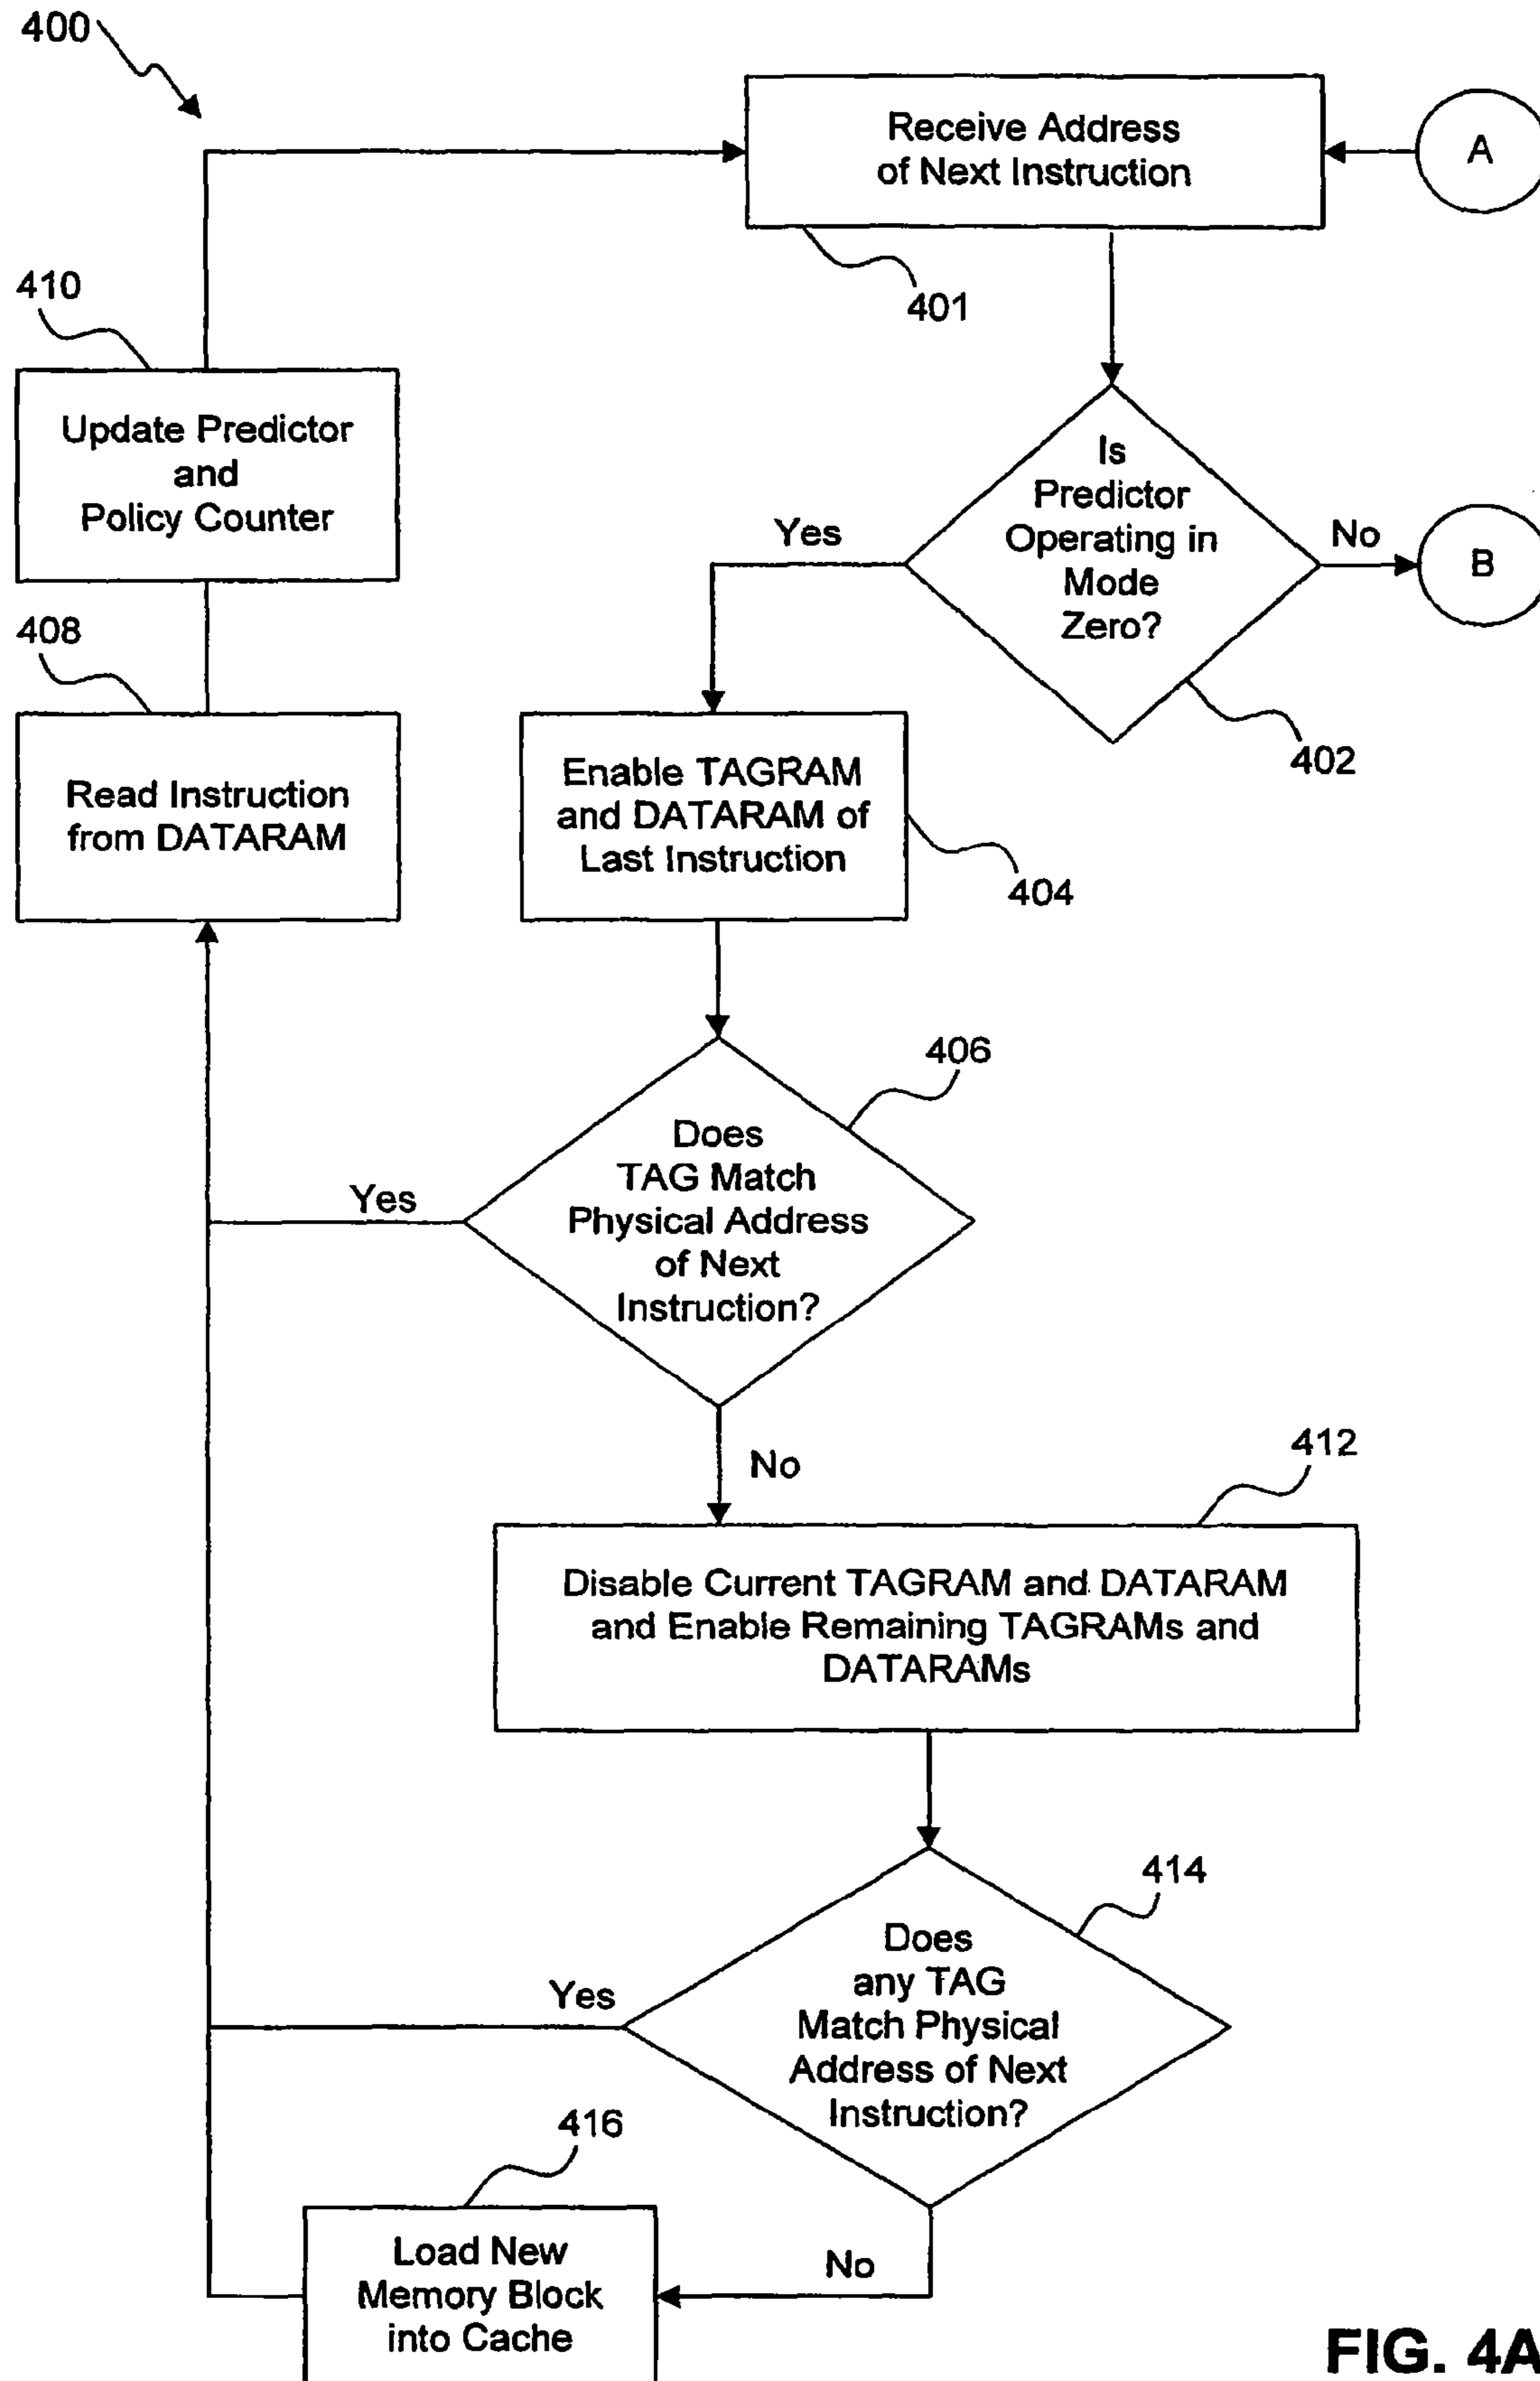 400
Receive Address
of Next Instruction
A
401
410
Update Predictor
and
Policy Counter
Is
Predictor
Operating in
Mode
Zero?
Yes
No
B
402
408
Read Instruction
from DATARAM
Enable TAGRAM
and DATARAM of
Last Instruction
404
406
Does
TAG Match
Physical Address
of Next
Instruction?
Yes
No
412
Disable Current TAGRAM and DATARAM
and Enable Remaining TAGRAMs and
DATARAMs
414
Does
any TAG
Match Physical
Address of Next
Instruction?
Yes
416
No
Load New
Memory Block
into Cache
FIG. 4A